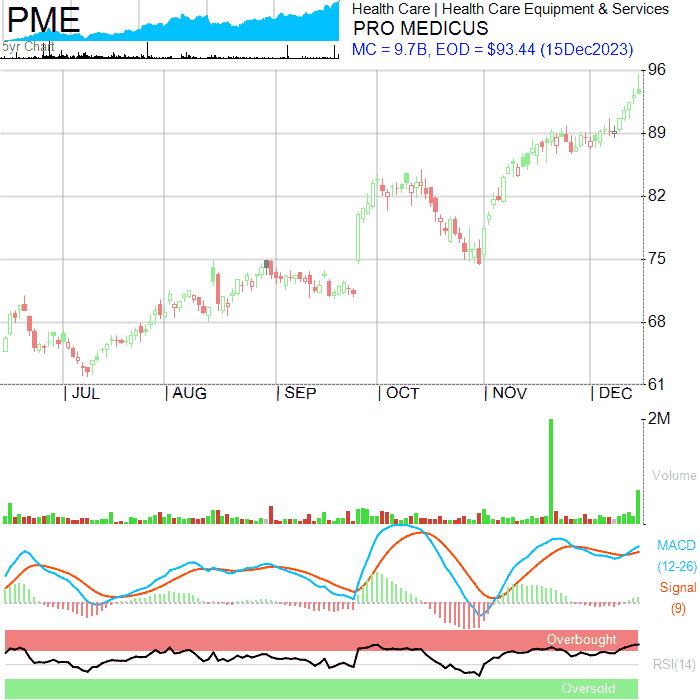 PME
5yr Chart
Health Care | Health Care Equipment & Services
PRO MEDICUS
MC = 9.7B, EOD = $93.44 (15Dec2023)
96
89
82
75
68
61
| JUL | AUG | SEP | OCT | NOV | DEC
2M
Volume
MACD
(12-26)
Signal
(9)
Overbought
RSI(14)
Oversold